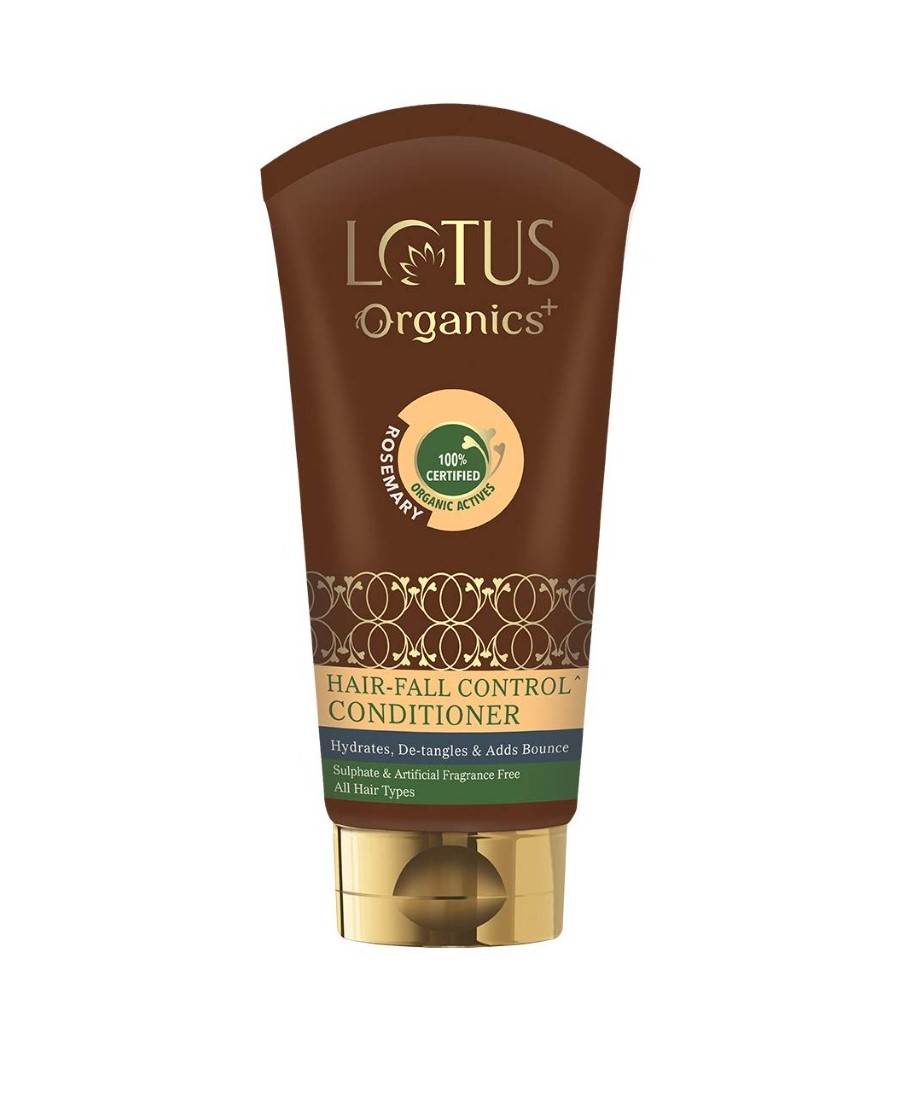 LOTUS
Organics+
ROSEMARY
100%
CERTIFIED
ORGANIC ACTIVES
HAIR-FALL CONTROL^
CONDITIONER
Hydrates, De-tangles & Adds Bounce
Sulphate & Artificial Fragrance Free
All Hair Types